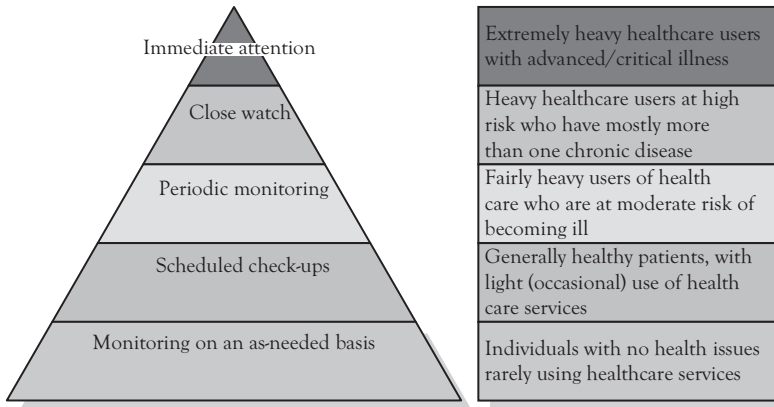 Immediate attention
Close watch
Periodic monitoring
Scheduled check-ups
Monitoring on an as-needed basis
Extremely heavy healthcare users
with advanced/critical illness
Heavy healthcare users at high
risk who have mostly more
than one chronic disease
Fairly heavy users of health
care who are at moderate risk of
becoming ill
Generally healthy patients, with
light (occasional) use of health
care services
Individuals with no health issues
rarely using healthcare services